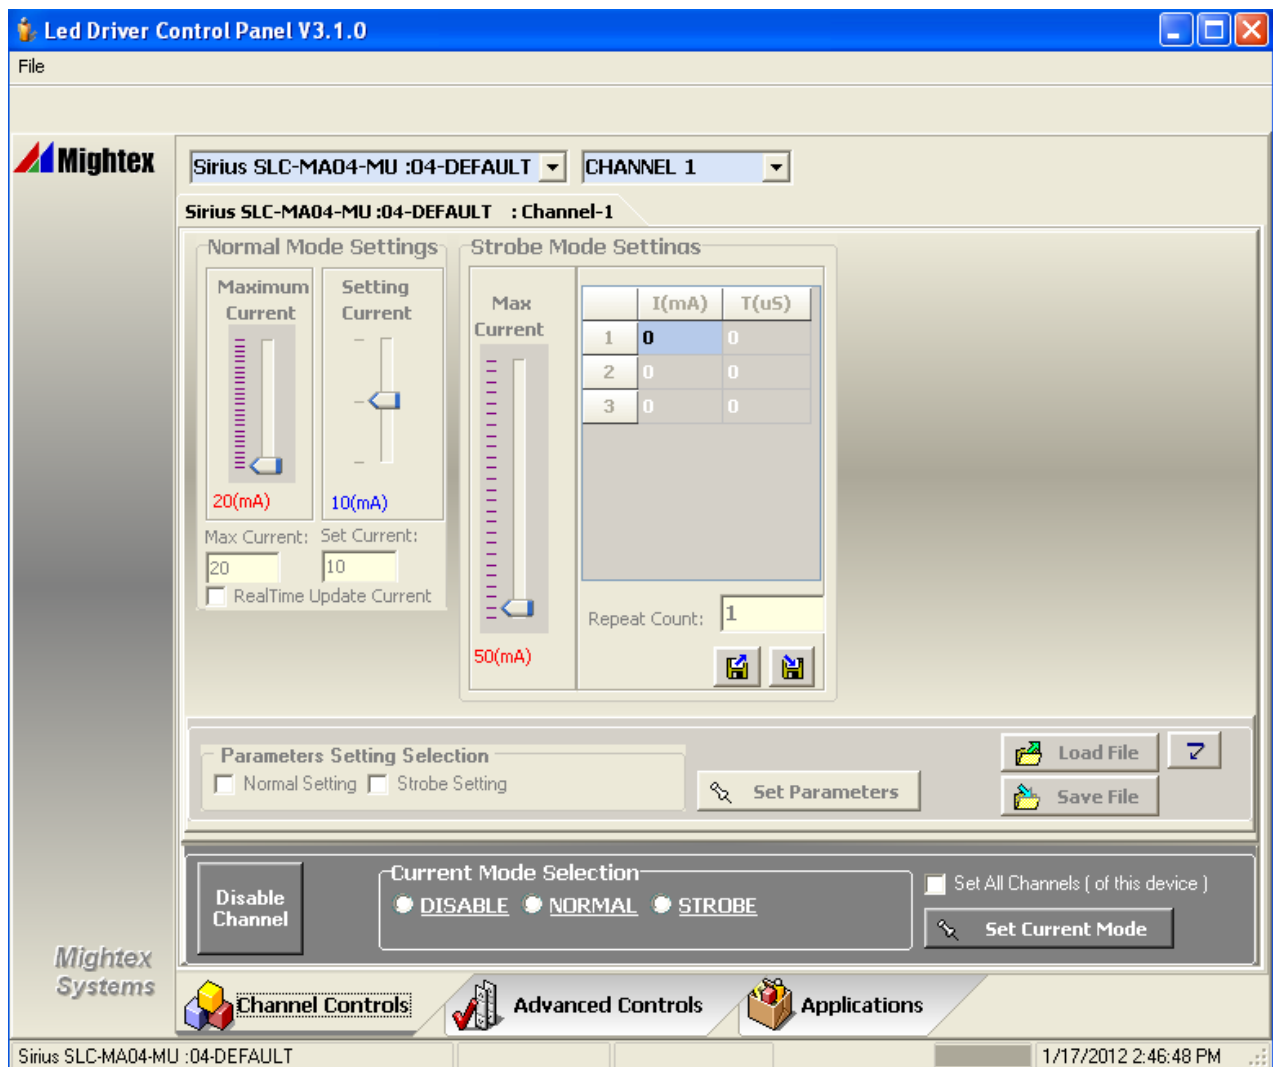 Led Driver Control Panel V3.1.0
File
Mightex
Sirius SLC-MA04-MU :04-DEFAULT
CHANNEL 1
Sirius SLC-MA04-MU :04-DEFAULT : Channel-1
Normal Mode Settings
Maximum
Current
Setting
Current
20(mA)
10(mA)
Max Current:
Set Current:
20
10
RealTime Update Current
Strobe Mode Settings
Max
Current
50(mA)
I(mA) T(uS)
1 0 0
2 0 0
3 0 0
Repeat Count: 1
Parameters Setting Selection
Normal Setting Strobe Setting
Set Parameters
Load File
Save File
Disable
Channel
Current Mode Selection
DISABLE NORMAL STROBE
Set All Channels ( of this device )
Set Current Mode
Mightex
Systems
Channel Controls
Advanced Controls
Applications
Sirius SLC-MA04-MU :04-DEFAULT
1/17/2012 2:46:48 PM